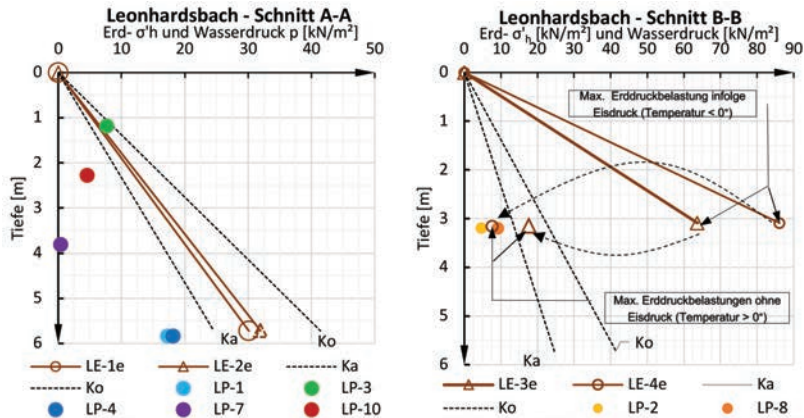 Leonhardsbach - Schnitt A-A
Erd- σ'h und Wasserdruck p [kN/m²]
0 10 20 30 40 50
Tiefe [m]
0
1
2
3
4
5
6
Ka
Ko
LE-1e
LE-2e
Ka
Ko
LP-1
LP-3
LP-4
LP-7
LP-10
Leonhardsbach - Schnitt B-B
Erd- σ'h [kN/m²] und Wasserdruck p [kN/m²]
0 10 20 30 40 50 60 70 80 90
Tiefe [m]
0
1
2
3
4
5
6
Max. Erddruckbelastung infolge
Eisdruck (Temperatur < 0°)
Max. Erddruckbelastungen ohne
Eisdruck (Temperatur > 0°)
Ko
Ka
LE-3e
LE-4e
Ka
Ko
LP-2
LP-8